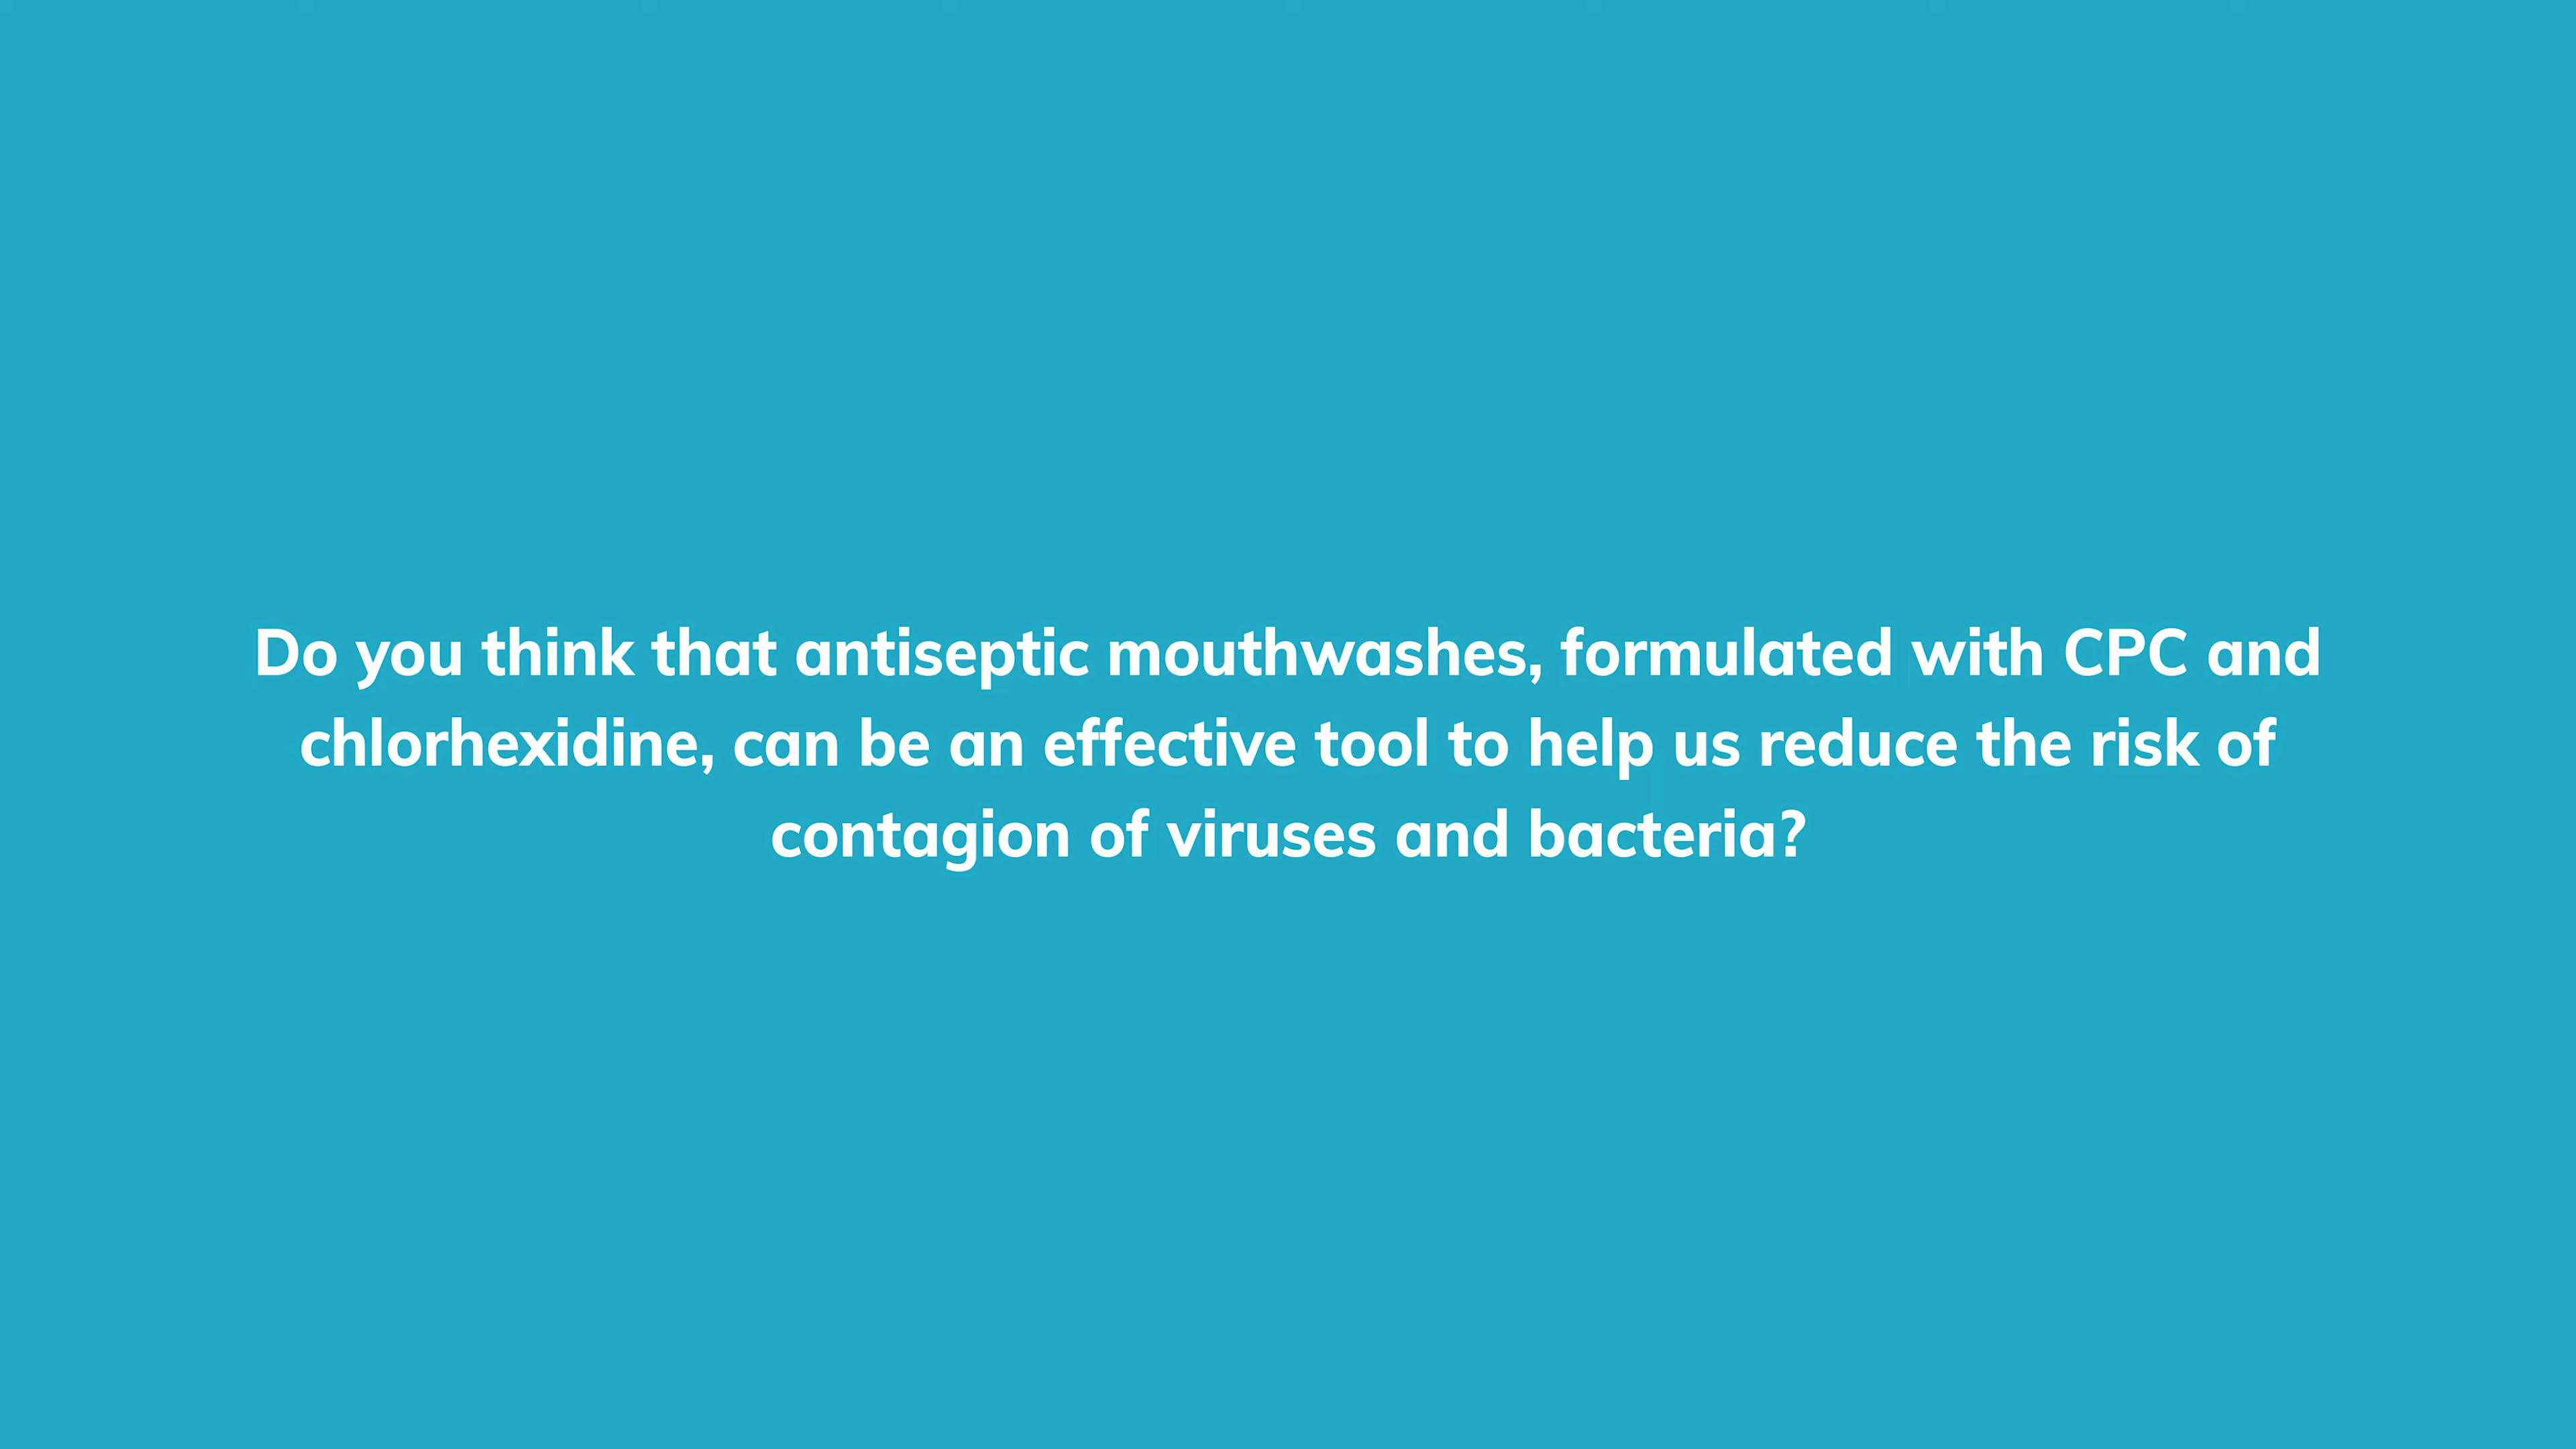 Do you think that antiseptic mouthwashes, formulated with CPC and
chlorhexidine, can be an effective tool to help us reduce the risk of
contagion of viruses and bacteria?